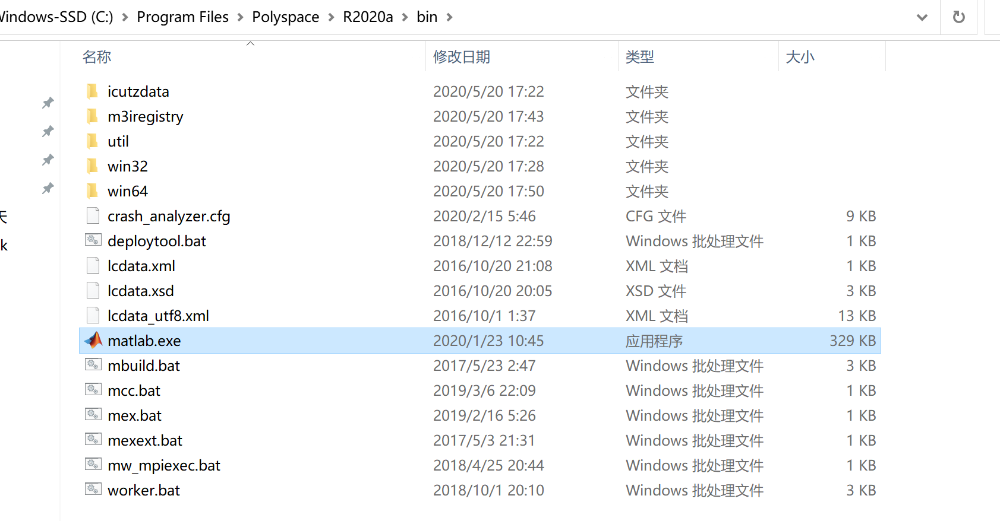 Windows-SSD (C:) > Program Files > Polyspace > R2020a > bin >
名称 修改日期 类型 大小
icutzdata 2020/5/20 17:22 文件夹
m3iregistry 2020/5/20 17:43 文件夹
util 2020/5/20 17:22 文件夹
win32 2020/5/20 17:28 文件夹
win64 2020/5/20 17:50 文件夹
天 crash_analyzer.cfg 2020/2/15 5:46 CFG 文件 9 KB
k deploytool.bat 2018/12/12 22:59 Windows 批处理文件 1 KB
lcdata.xml 2016/10/20 21:08 XML 文档 1 KB
lcdata.xsd 2016/10/20 20:05 XSD 文件 3 KB
lcdata_utf8.xml 2016/10/1 1:37 XML 文档 13 KB
matlab.exe 2020/1/23 10:45 应用程序 329 KB
mbuild.bat 2017/5/23 2:47 Windows 批处理文件 3 KB
mcc.bat 2019/3/6 22:09 Windows 批处理文件 1 KB
mex.bat 2019/2/16 5:26 Windows 批处理文件 1 KB
mexext.bat 2017/5/3 21:31 Windows 批处理文件 1 KB
mw_mpiexec.bat 2018/4/25 20:44 Windows 批处理文件 1 KB
worker.bat 2018/10/1 20:10 Windows 批处理文件 3 KB